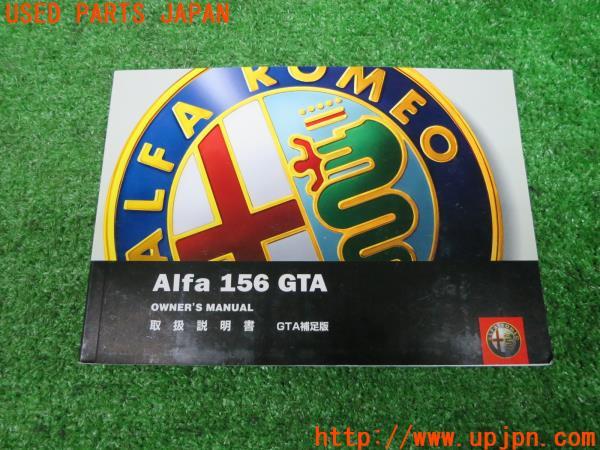 USED PARTS JAPAN
ALFA ROMEO
Alfa 156 GTA
OWNER'S MANUAL
取扱説明書 GTA補足版
http://www.upjpn.com